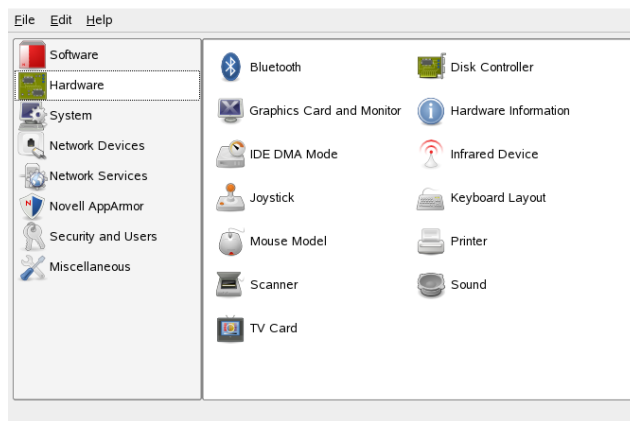 File Edit Help
Software
Hardware
System
Network Devices
Network Services
Novell AppArmor
Security and Users
Miscellaneous
Bluetooth Disk Controller
Graphics Card and Monitor Hardware Information
IDE DMA Mode Infrared Device
Joystick Keyboard Layout
Mouse Model Printer
Scanner Sound
TV Card